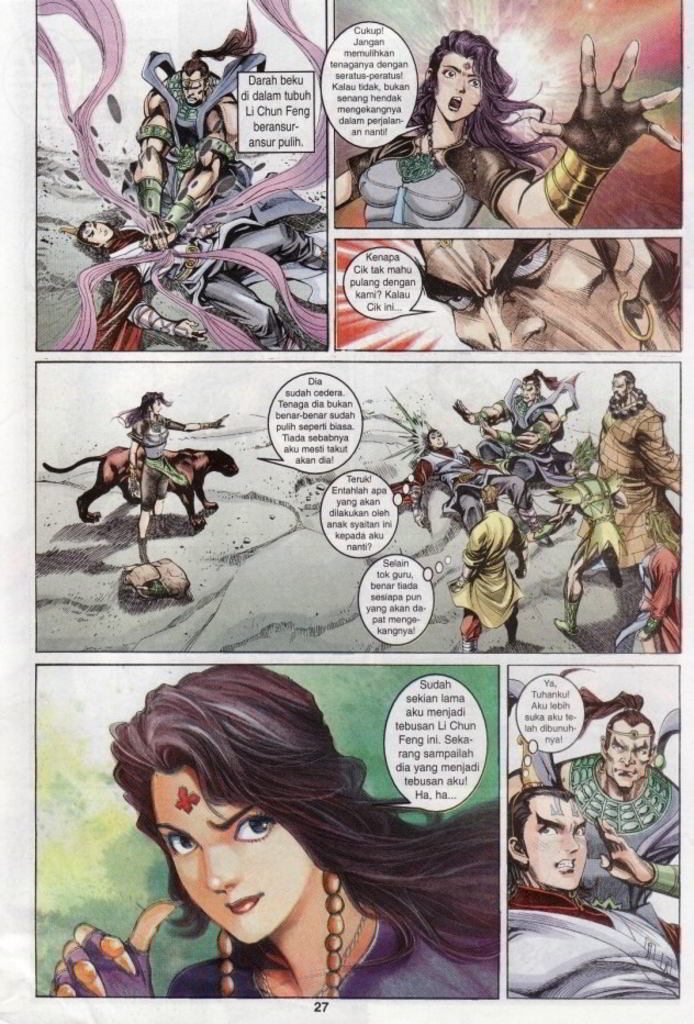 Darah beku
di dalam tubuh
Li Chun Feng
beransur-
ansur pulih.
Cukup!
Jangan
memulihkan
tenaganya dengan
seratus-peratus!
Kalau tidak, bukan
senang hendak
mengekangnya
dalam perjalan-
an nanti!
Kenapa
Cik tak mahu
pulang dengan
kami? Kalau
Cik ini...
Dia
sudah cedera.
Tenaga dia bukan
benar-benar sudah
pulih seperti biasa.
Tiada sebabnya
aku mesti takut
akan dia!
Teruk!
Entahlah apa
yang akan
dilakukan oleh
anak syaitan ini
kepada aku
nanti?
Selain
tok guru,
benar tiada
sesiapa pun
yang akan da-
pat menge-
kangnya!
Sudah
sekian lama
aku menjadi
tebusan Li Chun
Feng ini. Seka-
rang sampailah
dia yang menjadi
tebusan aku!
Ha, ha...
Ya,
Tuhanku!
Aku lebih
suka aku te-
lah dibunuh-
nya!
27